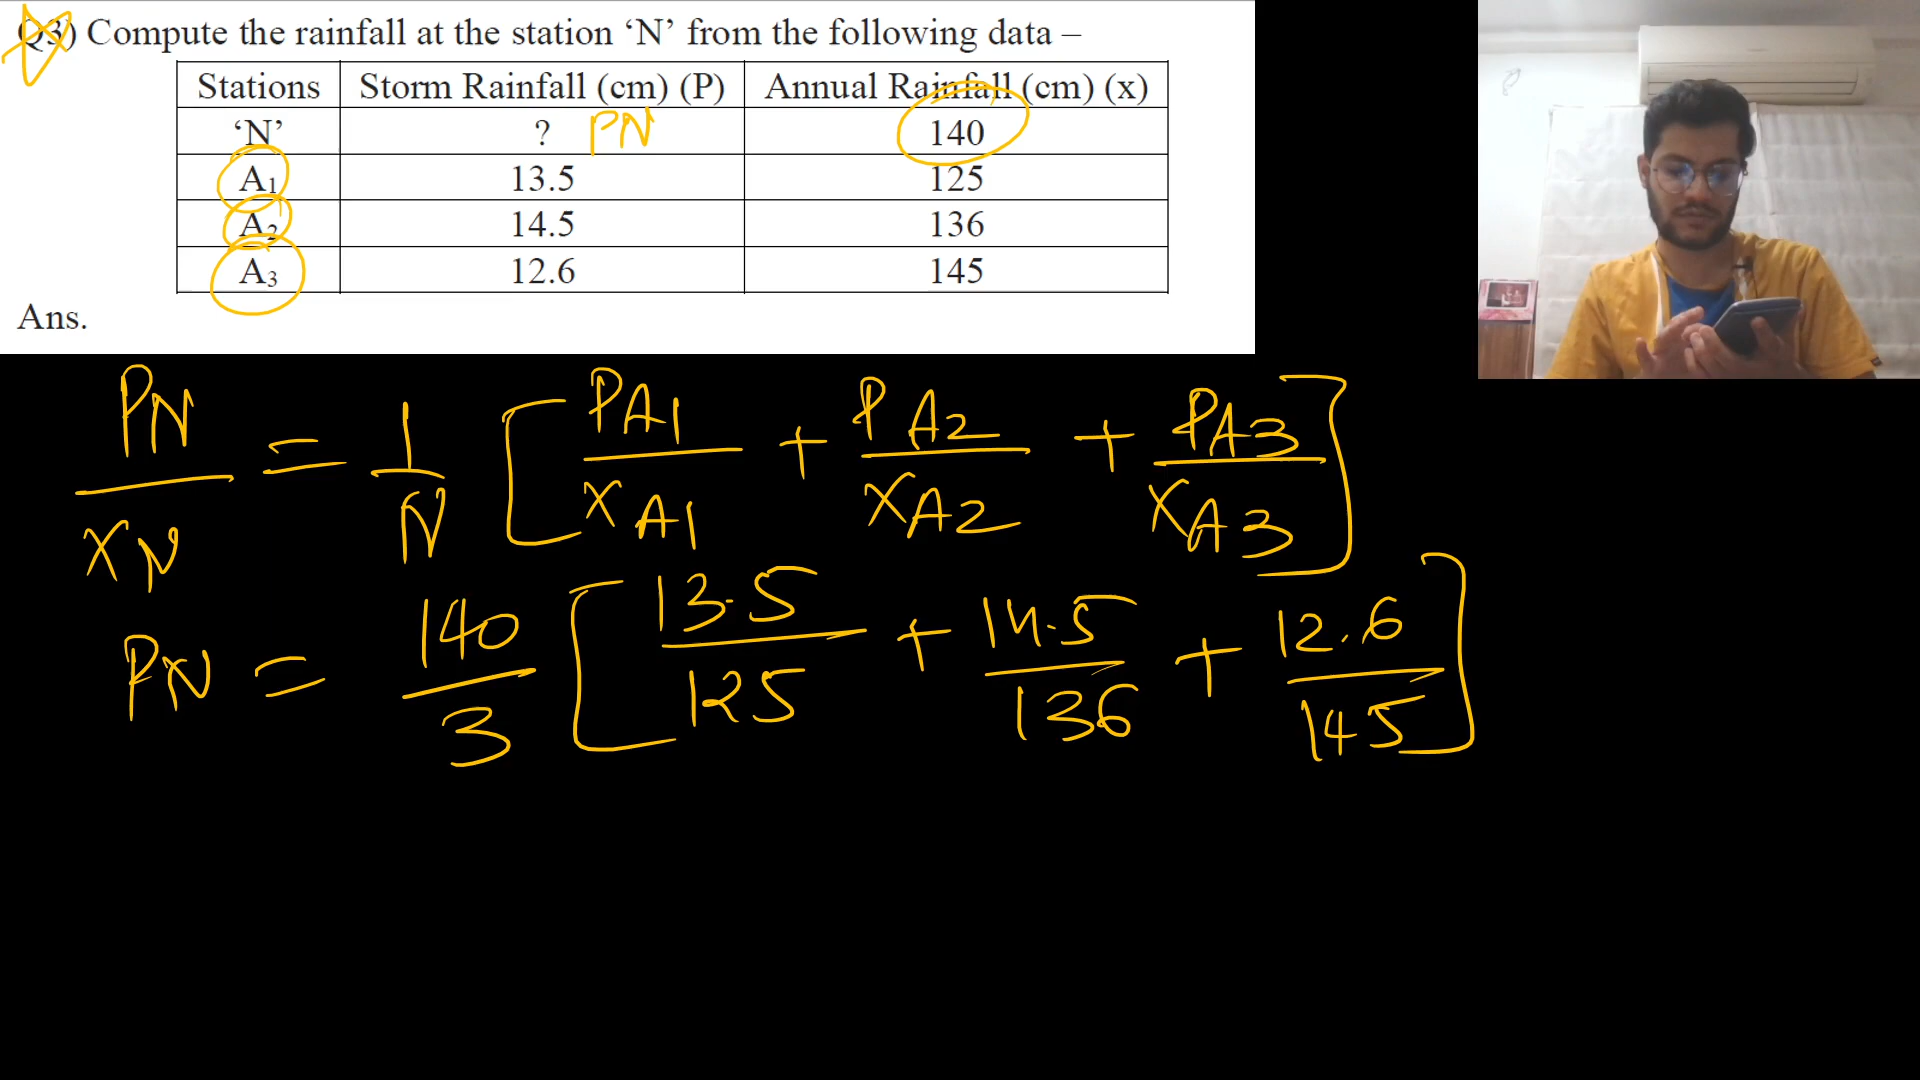 Q3) Compute the rainfall at the station ‘N’ from the following data –
Stations Storm Rainfall (cm) (P) Annual Rainfall (cm) (x)
‘N’ ? PN 140
A₁ 13.5 125
A₂ 14.5 136
A₃ 12.6 145
Ans.
PN/xN = 1/N [PA1/xA1 + PA2/xA2 + PA3/xA3]
PN = 140/3 [13.5/125 + 14.5/136 + 12.6/145]